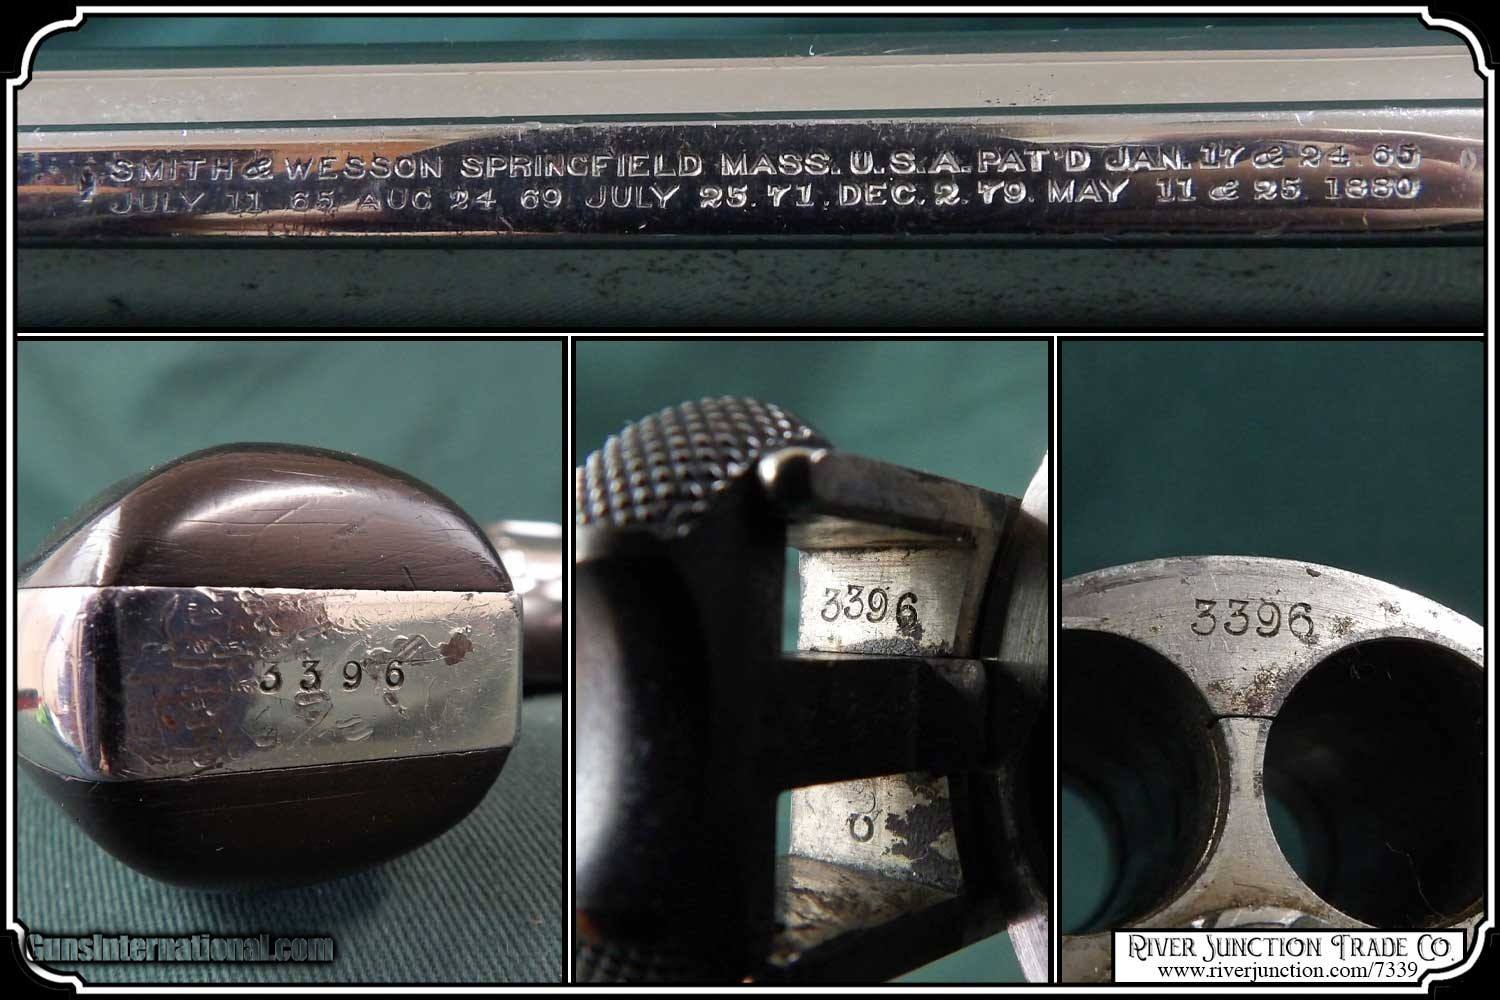 SMITH & WESSON SPRINGFIELD MASS. U.S.A. PAT'D JAN. 17 & 24. 65
JULY 11 65 AUG 24 69 JULY 25. 71. DEC. 2. 79. MAY 11 & 25 1880
3396
3396
C
3396
GunsInternational.com
RIVER JUNCTION TRADE CO.
www.riverjunction.com/7339